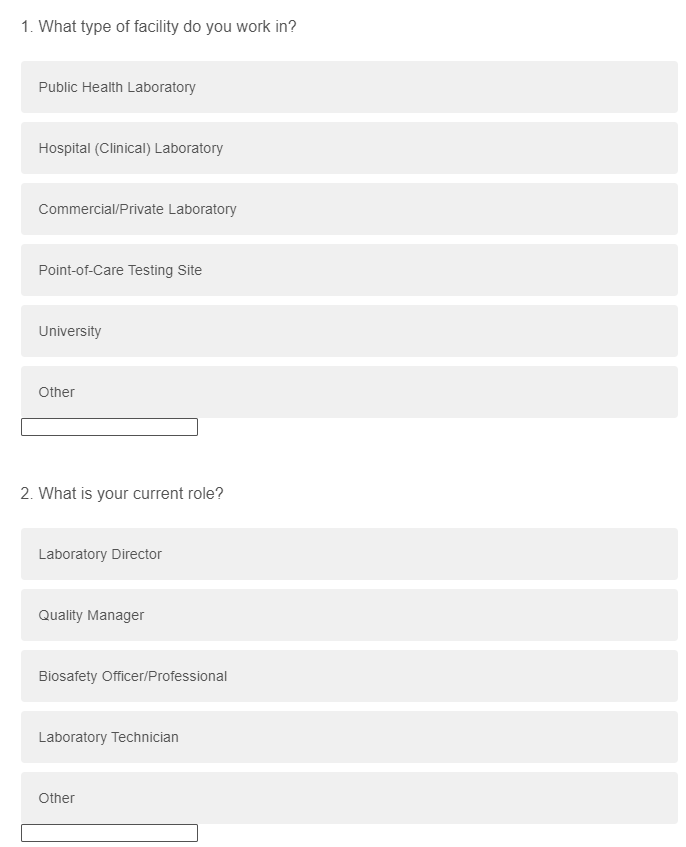 1. What type of facility do you work in?
Public Health Laboratory
Hospital (Clinical) Laboratory
Commercial/Private Laboratory
Point-of-Care Testing Site
University
Other
2. What is your current role?
Laboratory Director
Quality Manager
Biosafety Officer/Professional
Laboratory Technician
Other